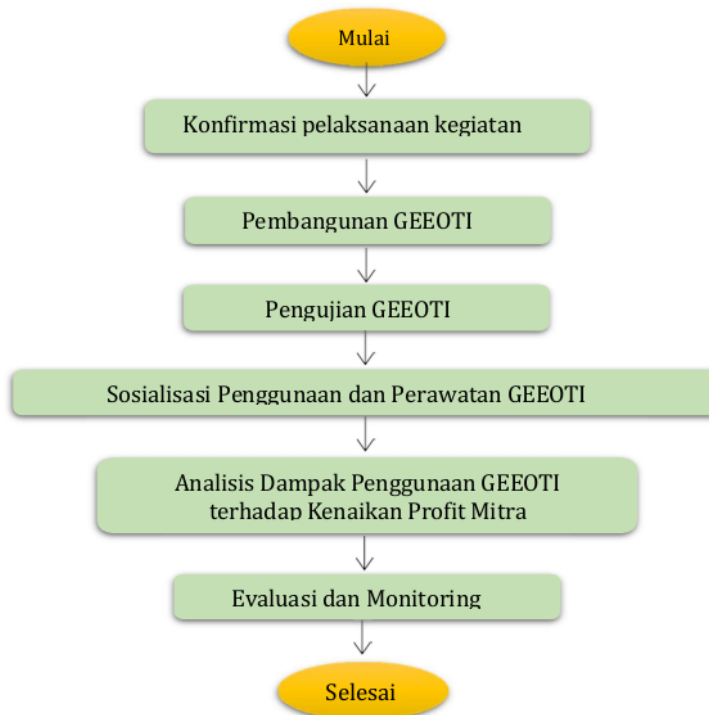 Mulai
Konfirmasi pelaksanaan kegiatan
Pembangunan GEEOTI
Pengujian GEEOTI
Sosialisasi Penggunaan dan Perawatan GEEOTI
Analisis Dampak Penggunaan GEEOTI
terhadap Kenaikan Profit Mitra
Evaluasi dan Monitoring
Selesai